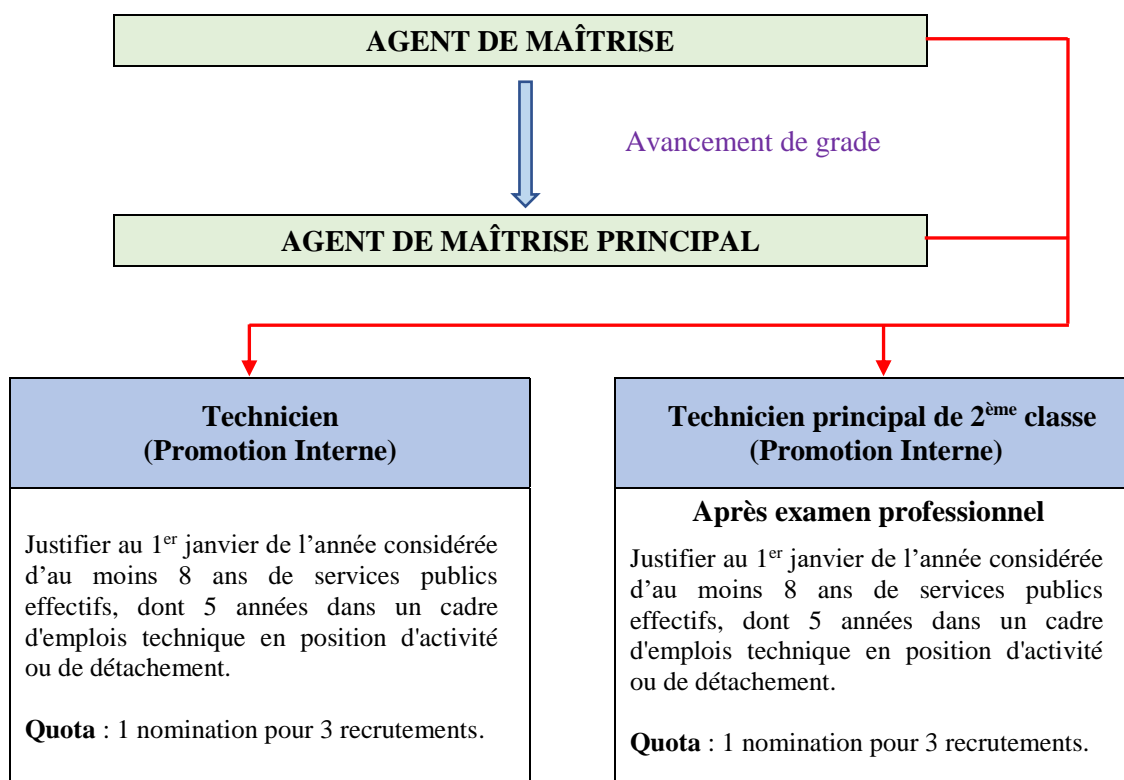 AGENT DE MAÎTRISE
Avancement de grade
AGENT DE MAÎTRISE PRINCIPAL
Technicien
(Promotion Interne)
Justifier au 1er janvier de l’année considérée
d’au moins 8 ans de services publics
effectifs, dont 5 années dans un cadre
d'emplois technique en position d'activité
ou de détachement.
Quota : 1 nomination pour 3 recrutements.
Technicien principal de 2ème classe
(Promotion Interne)
Après examen professionnel
Justifier au 1er janvier de l’année considérée
d’au moins 8 ans de services publics
effectifs, dont 5 années dans un cadre
d'emplois technique en position d'activité
ou de détachement.
Quota : 1 nomination pour 3 recrutements.